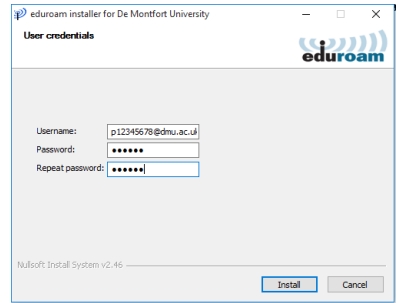 eduroam installer for De Montfort University
User credentials
eduroam
Username: p12345678@dmu.ac.uk
Password: ●●●●●●
Repeat password: ●●●●●●
Nullsoft Install System v2.46
Install Cancel